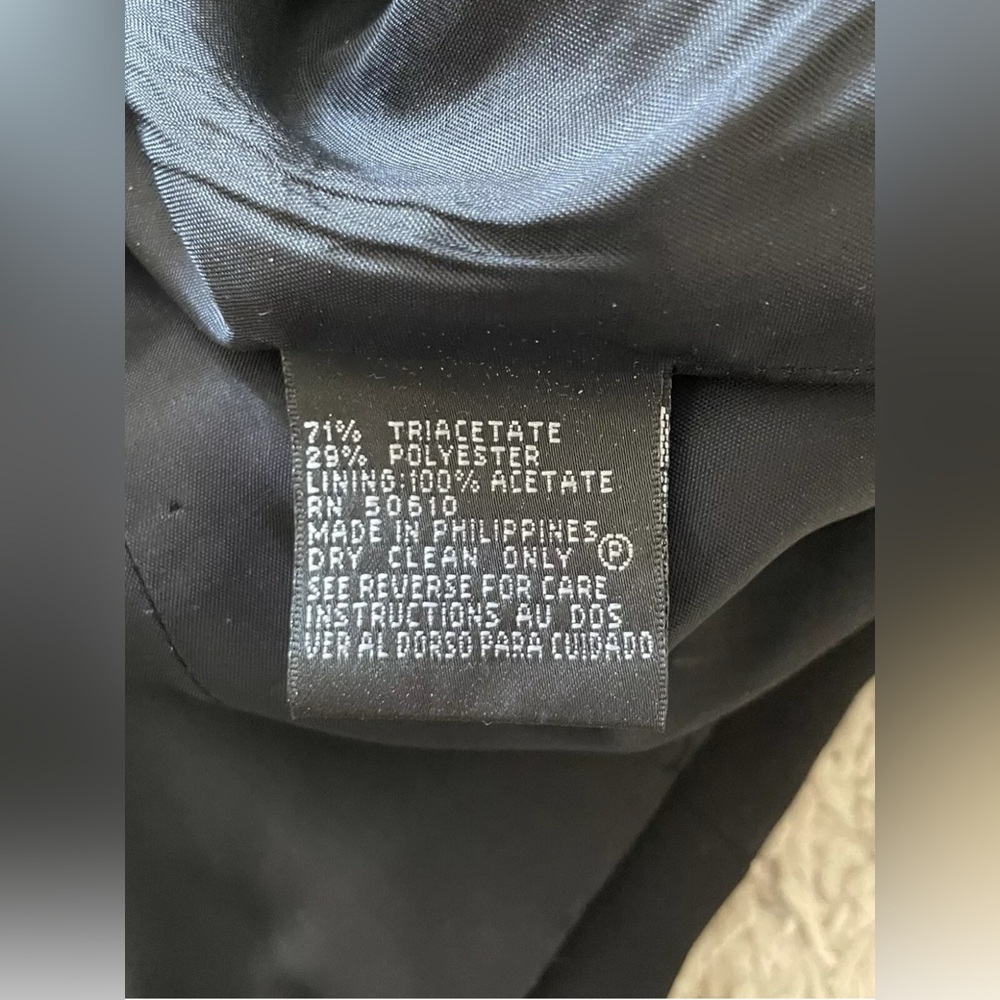 71% TRIACETATE
29% POLYESTER
LINING:100% ACETATE
RN 50610
MADE IN PHILIPPINES
DRY CLEAN ONLY Ⓟ
SEE REVERSE FOR CARE
INSTRUCTIONS AU DOS
VER AL DORSO PARA CUIDADO